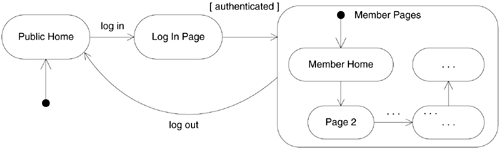 [ authenticated ]
Member Pages
log in
Public Home
Log In Page
Member Home
. . .
. . .
. . .
Page 2
. . .
log out